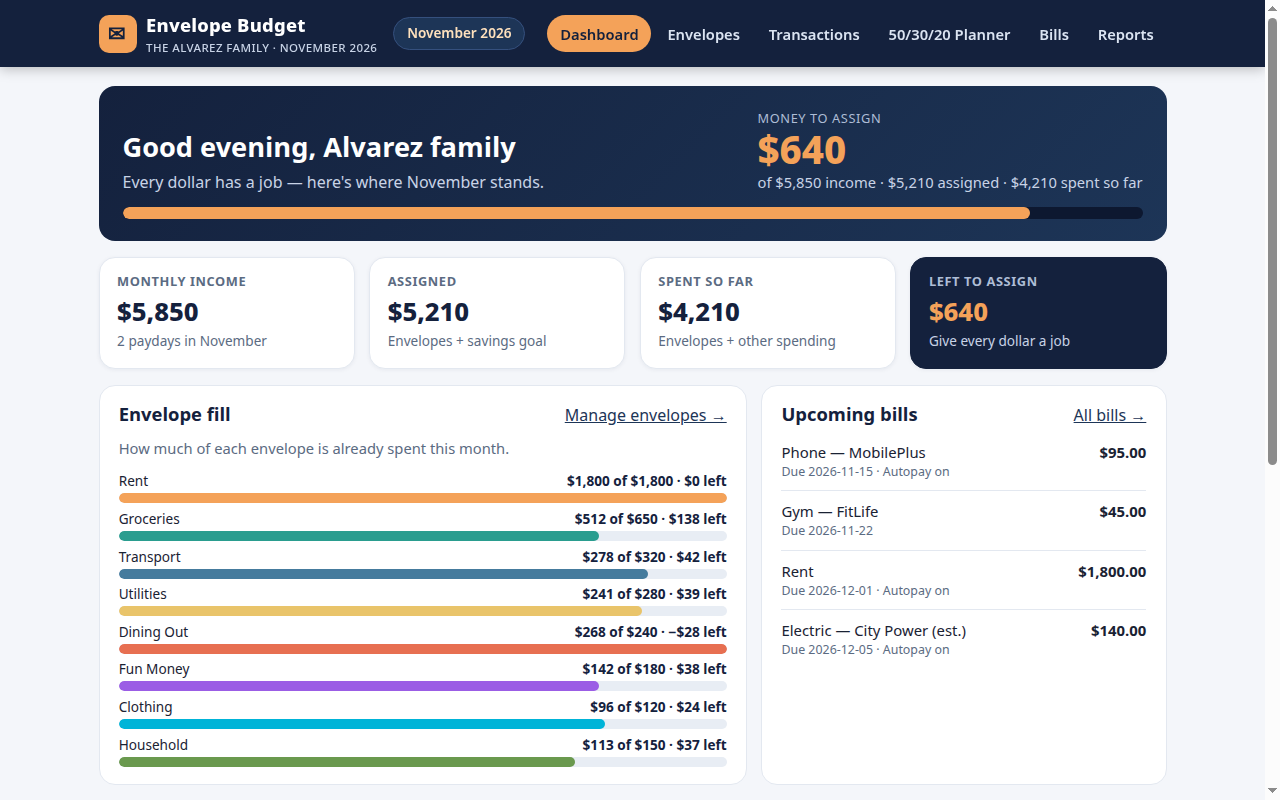 ✉
Envelope Budget
THE ALVAREZ FAMILY · NOVEMBER 2026
November 2026
Dashboard
Envelopes
Transactions
50/30/20 Planner
Bills
Reports
Good evening, Alvarez family
Every dollar has a job — here's where November stands.
MONEY TO ASSIGN
$640
of $5,850 income · $5,210 assigned · $4,210 spent so far
MONTHLY INCOME
$5,850
2 paydays in November
ASSIGNED
$5,210
Envelopes + savings goal
SPENT SO FAR
$4,210
Envelopes + other spending
LEFT TO ASSIGN
$640
Give every dollar a job
Envelope fill
Manage envelopes →
How much of each envelope is already spent this month.
Rent $1,800 of $1,800 · $0 left
Groceries $512 of $650 · $138 left
Transport $278 of $320 · $42 left
Utilities $241 of $280 · $39 left
Dining Out $268 of $240 · −$28 left
Fun Money $142 of $180 · $38 left
Clothing $96 of $120 · $24 left
Household $113 of $150 · $37 left
Upcoming bills
All bills →
Phone — MobilePlus $95.00
Due 2026-11-15 · Autopay on
Gym — FitLife $45.00
Due 2026-11-22
Rent $1,800.00
Due 2026-12-01 · Autopay on
Electric — City Power (est.) $140.00
Due 2026-12-05 · Autopay on